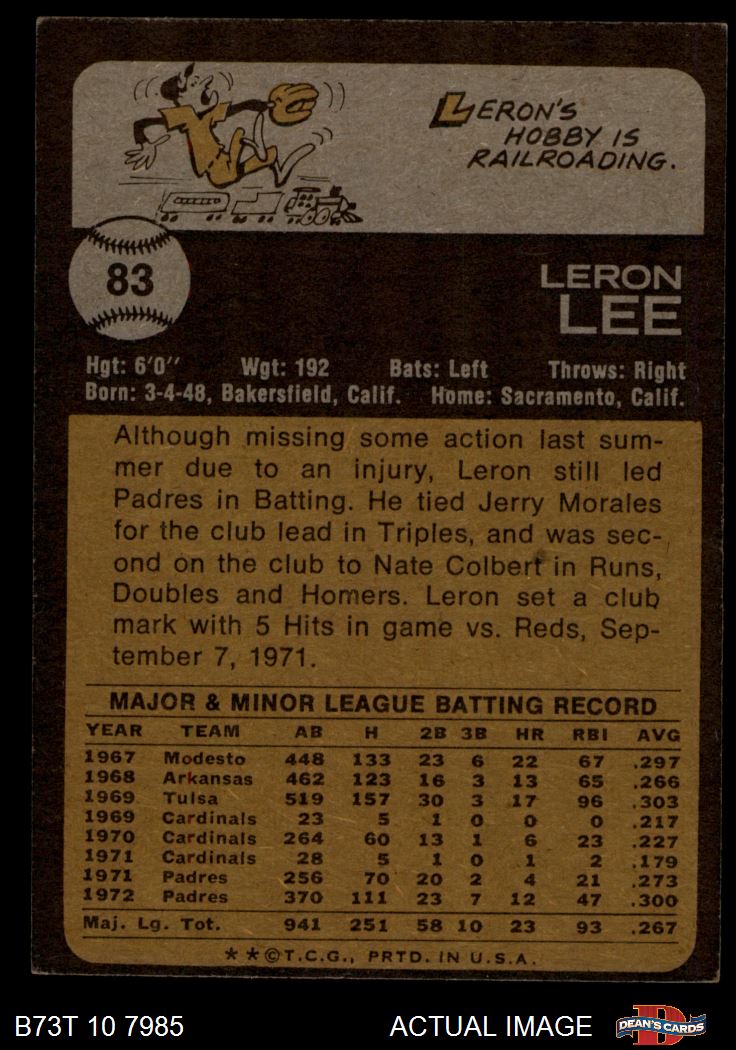 LERON'S
HOBBY IS
RAILROADING.
83
LERON
LEE
Hgt: 6'0" Wgt: 192 Bats: Left Throws: Right
Born: 3-4-48, Bakersfield, Calif. Home: Sacramento, Calif.
Although missing some action last sum-
mer due to an injury, Leron still led
Padres in Batting. He tied Jerry Morales
for the club lead in Triples, and was sec-
ond on the club to Nate Colbert in Runs,
Doubles and Homers. Leron set a club
mark with 5 Hits in game vs. Reds, Sep-
tember 7, 1971.
MAJOR & MINOR LEAGUE BATTING RECORD
YEAR TEAM AB H 2B 3B HR RBI AVG
1967 Modesto 448 133 23 6 22 67 .297
1968 Arkansas 462 123 16 3 13 65 .266
1969 Tulsa 519 157 30 3 17 96 .303
1969 Cardinals 23 5 1 0 0 0 .217
1970 Cardinals 264 60 13 1 6 23 .227
1971 Cardinals 28 5 1 0 1 2 .179
1971 Padres 256 70 20 2 4 21 .273
1972 Padres 370 111 23 7 12 47 .300
Maj. Lg. Tot. 941 251 58 10 23 93 .267
**©T.C.G., PRTD. IN U.S.A.
B73T 10 7985 ACTUAL IMAGE DEAN'S CARDS